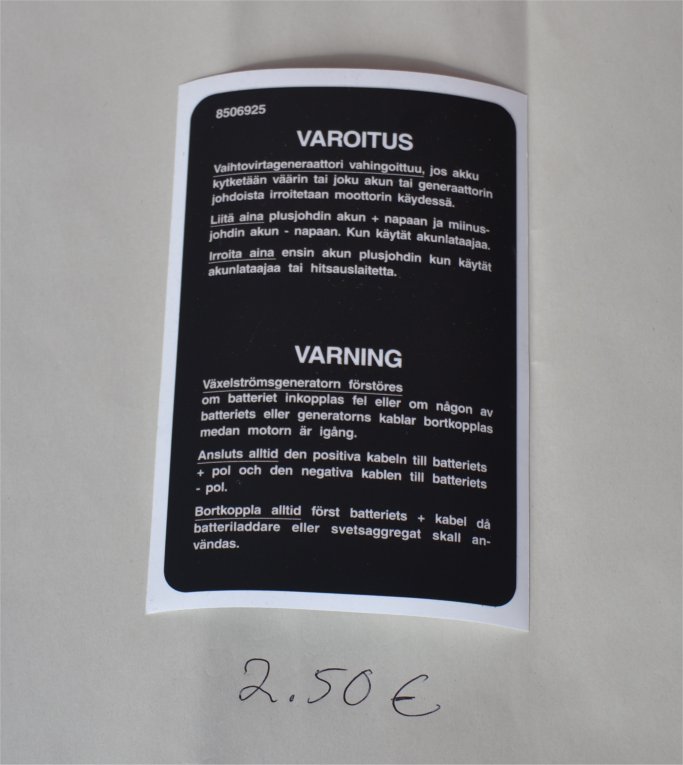 8506925
VAROITUS
Vaihtovirtageneraattori vahingoittuu, jos akku
kytketään väärin tai joku akun tai generaattorin
johdoista irroitetaan moottorin käydessä.
Liitä aina plusjohdin akun + napaan ja miinus-
johdin akun - napaan. Kun käytät akunlataajaa.
Irroita aina ensin akun plusjohdin kun käytät
akunlataajaa tai hitsauslaitetta.
VARNING
Växelströmsgeneratorn förstöres
om batteriet inkopplas fel eller om någon av
batteriets eller generatorns kablar bortkopplas
medan motorn är igång.
Ansluts alltid den positiva kabeln till batteriets
+ pol och den negativa kablen till batteriets
- pol.
Bortkoppla alltid först batteriets + kabel då
batteriladdare eller svetsaggregat skall an-
vändas.
2.50 €